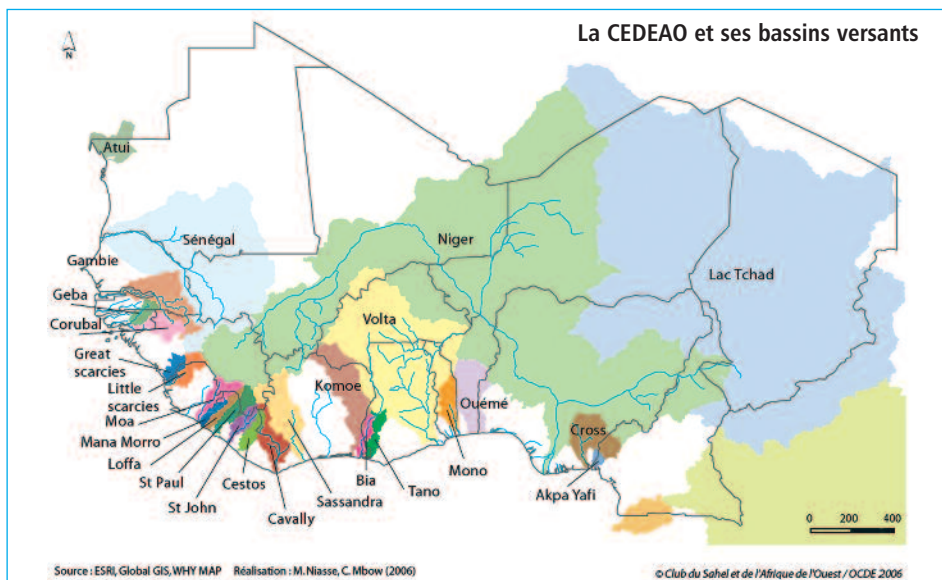 La CEDEAO et ses bassins versants
N
Atui
Sénégal
Gambie
Niger
Lac Tchad
Geba
Corubal
Volta
Great
scarcies
Little
scarcies
Komoe
Ouémé
Moa
Mana Morro
Cross
Loffa
St Paul
Cestos
Bia
Mono
St John
Sassandra
Tano
Akpa Yafi
Cavally
0 200 400
Source : ESRI, Global GIS, WHY MAP Réalisation : M. Niasse, C. Mbow (2006)
© Club du Sahel et de l'Afrique de l'Ouest / OCDE 2006